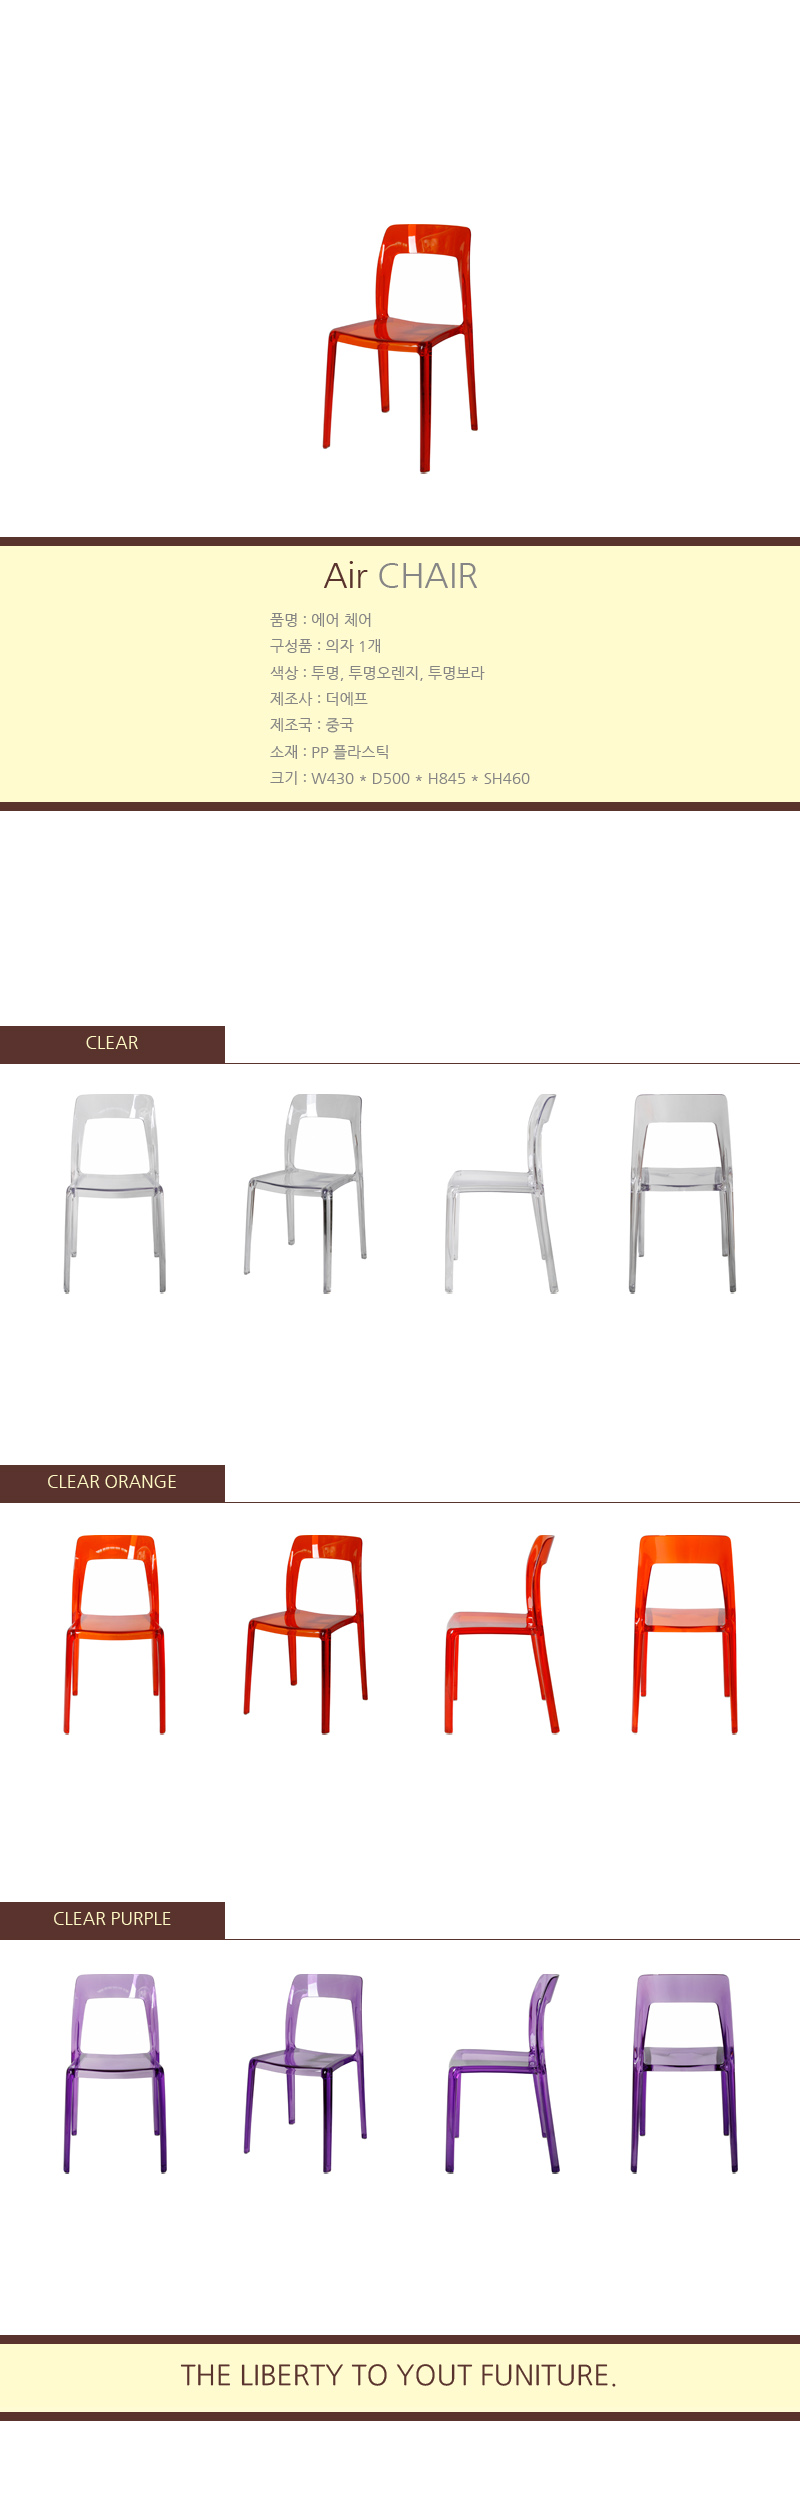 Air CHAIR
품명 : 에어 체어
구성품 : 의자 1개
색상 : 투명, 투명오렌지, 투명보라
제조사 : 더에프
제조국 : 중국
소재 : PP 플라스틱
크기 : W430 * D500 * H845 * SH460
CLEAR
CLEAR ORANGE
CLEAR PURPLE
THE LIBERTY TO YOUT FUNITURE.